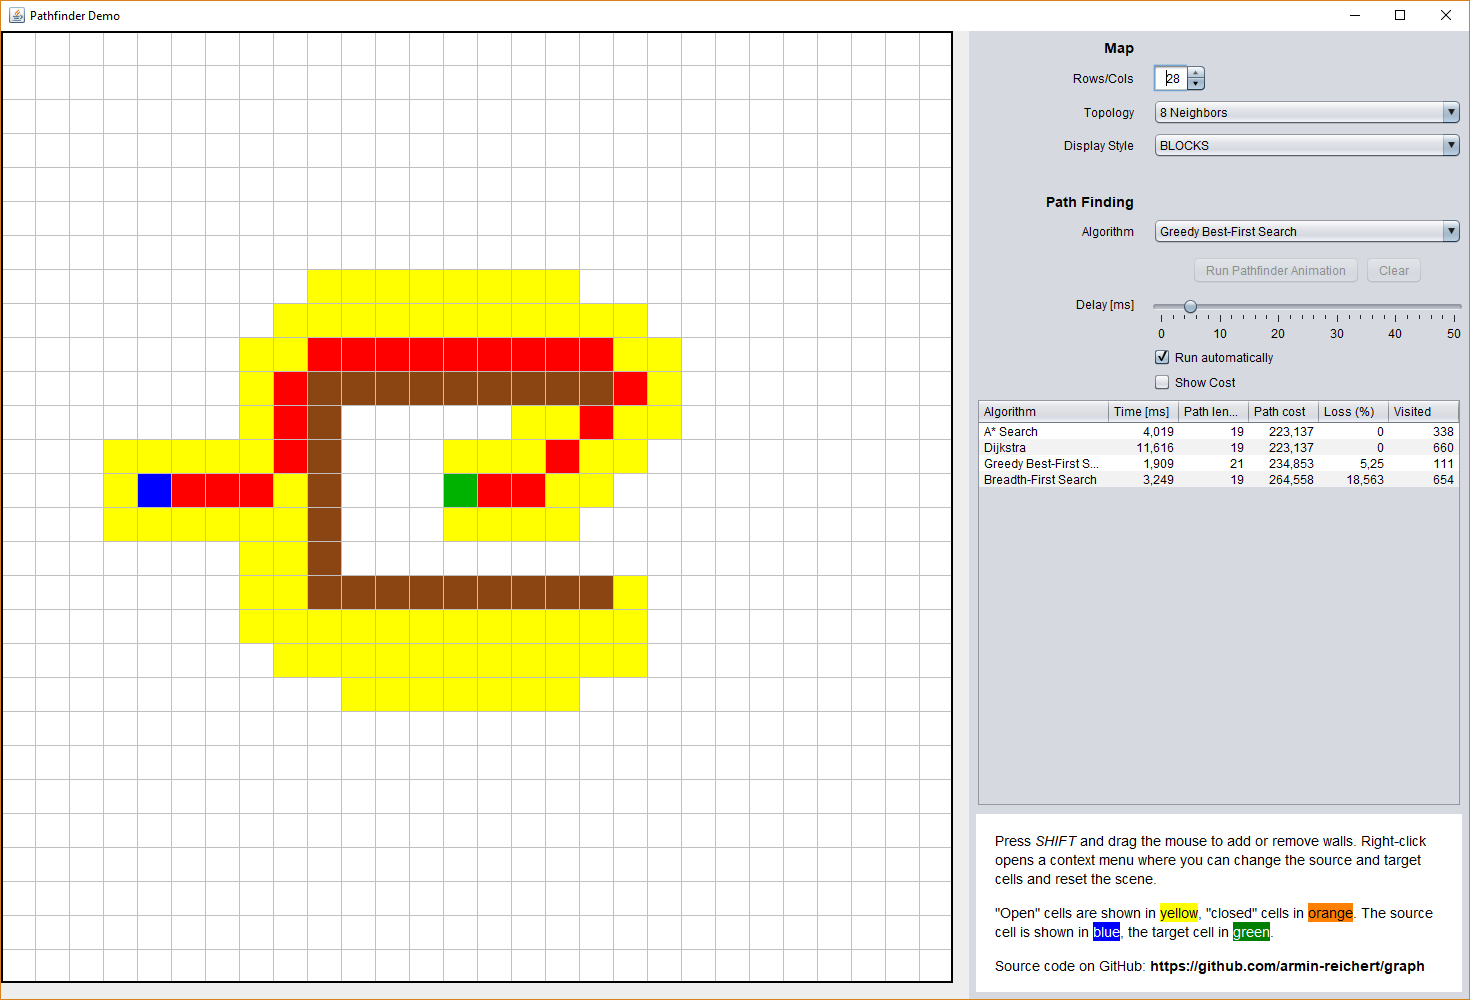 Pathfinder Demo
Map
Rows/Cols 28
Topology 8 Neighbors
Display Style BLOCKS
Path Finding
Algorithm Greedy Best-First Search
Run Pathfinder Animation Clear
Delay [ms]
0 10 20 30 40 50
Run automatically
Show Cost
Algorithm Time [ms] Path len... Path cost Loss (%) Visited
A* Search 4,019 19 223,137 0 338
Dijkstra 11,616 19 223,137 0 660
Greedy Best-First S... 1,909 21 234,853 5,25 111
Breadth-First Search 3,249 19 264,558 18,563 654
Press SHIFT and drag the mouse to add or remove walls. Right-click
opens a context menu where you can change the source and target
cells and reset the scene.
"Open" cells are shown in yellow, "closed" cells in orange. The source
cell is shown in blue, the target cell in green.
Source code on GitHub: https://github.com/armin-reichert/graph